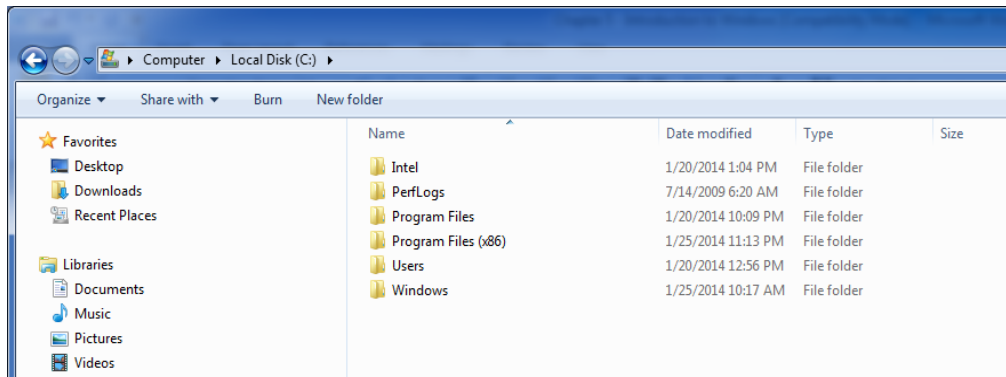 Computer Local Disk (C:)
Organize Share with Burn New folder
Favorites
Desktop
Downloads
Recent Places
Libraries
Documents
Music
Pictures
Videos
Name Date modified Type Size
Intel 1/20/2014 1:04 PM File folder
PerfLogs 7/14/2009 6:20 AM File folder
Program Files 1/20/2014 10:09 PM File folder
Program Files (x86) 1/25/2014 11:13 PM File folder
Users 1/20/2014 12:56 PM File folder
Windows 1/25/2014 10:17 AM File folder